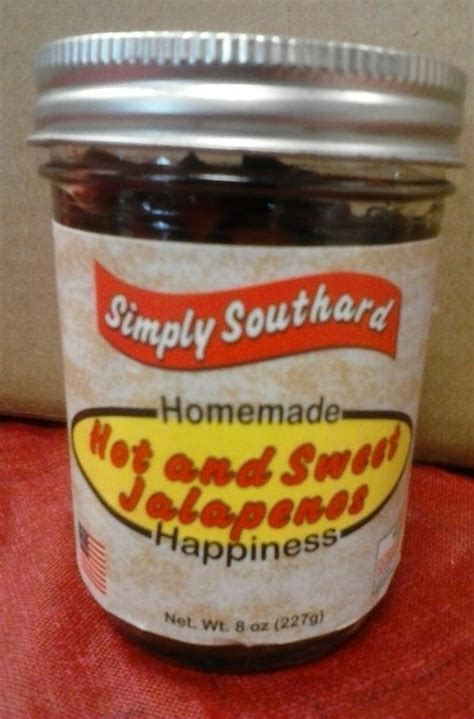 Simply Southard
Homemade
Hot and Sweet
Jalapenos
Happiness
Net. Wt. 8 oz (227g)